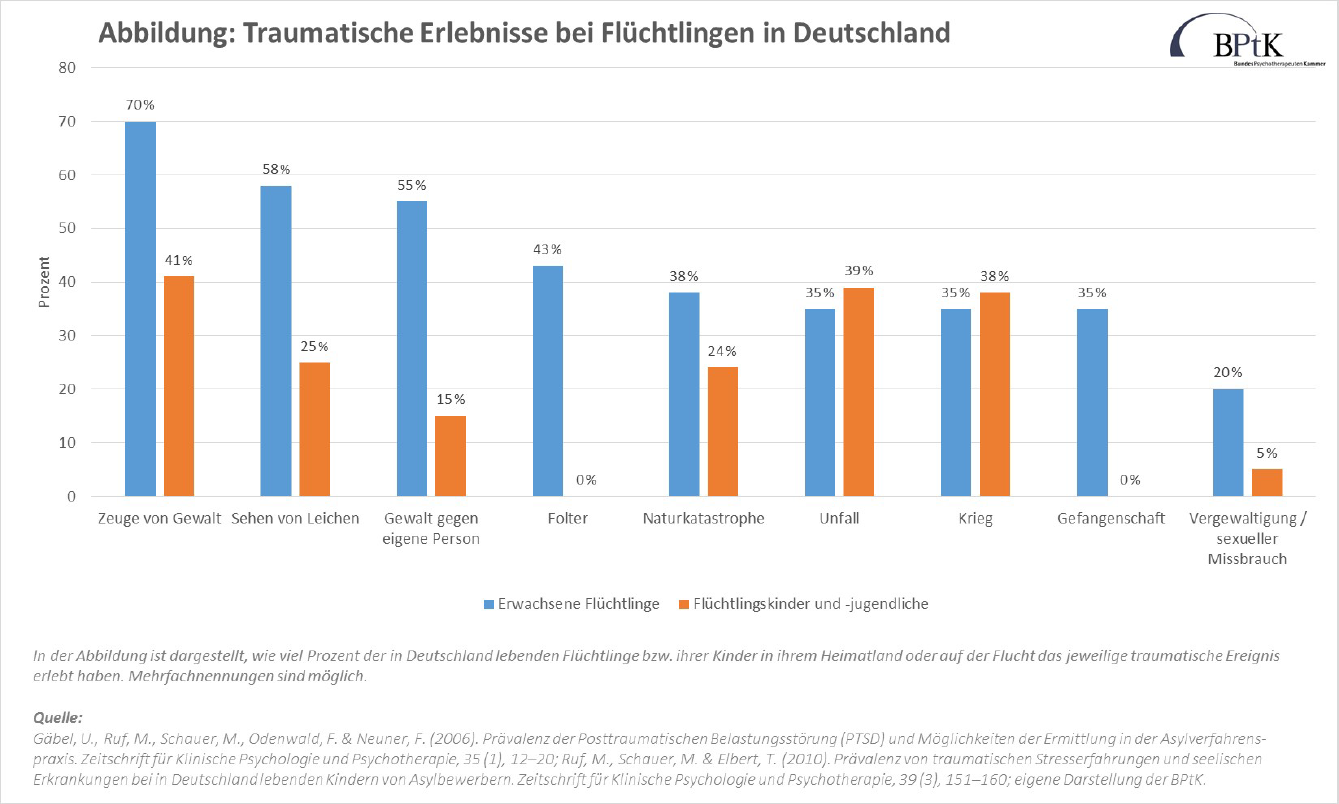 Abbildung: Traumatische Erlebnisse bei Flüchtlingen in Deutschland
BPtK
BundesPsychotherapeutenKammer
Prozent
80
70
60
50
40
30
20
10
0
70%
41%
58%
25%
55%
15%
43%
0%
38%
24%
35%
39%
35%
38%
35%
0%
20%
5%
Zeuge von Gewalt
Sehen von Leichen
Gewalt gegen
eigene Person
Folter
Naturkatastrophe
Unfall
Krieg
Gefangenschaft
Vergewaltigung /
sexueller
Missbrauch
Erwachsene Flüchtlinge
Flüchtlingskinder und -jugendliche
In der Abbildung ist dargestellt, wie viel Prozent der in Deutschland lebenden Flüchtlinge bzw. ihrer Kinder in ihrem Heimatland oder auf der Flucht das jeweilige traumatische Ereignis
erlebt haben. Mehrfachnennungen sind möglich.
Quelle:
Gäbel, U., Ruf, M., Schauer, M., Odenwald, F. & Neuner, F. (2006). Prävalenz der Posttraumatischen Belastungsstörung (PTSD) und Möglichkeiten der Ermittlung in der Asylverfahrens-
praxis. Zeitschrift für Klinische Psychologie und Psychotherapie, 35 (1), 12–20; Ruf, M., Schauer, M. & Elbert, T. (2010). Prävalenz von traumatischen Stresserfahrungen und seelischen
Erkrankungen bei in Deutschland lebenden Kindern von Asylbewerbern. Zeitschrift für Klinische Psychologie und Psychotherapie, 39 (3), 151–160; eigene Darstellung der BPtK.